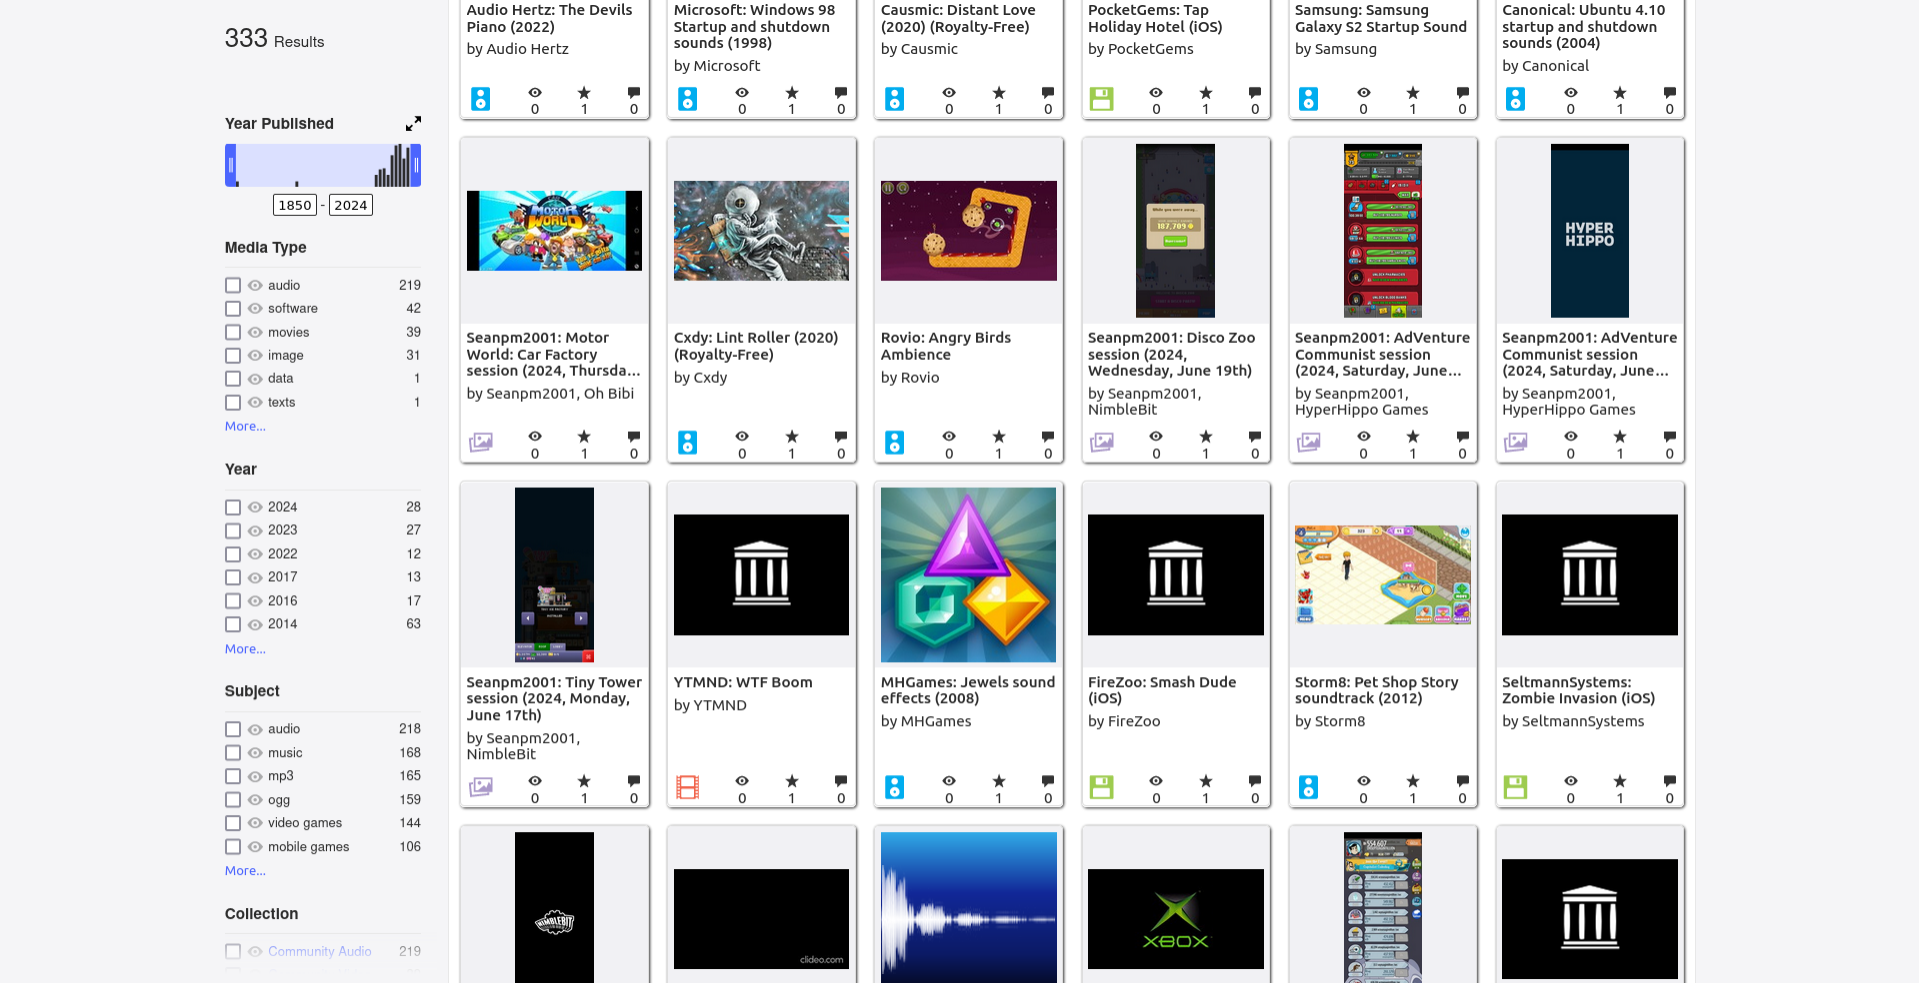 333 Results
Year Published
1850 - 2024
Media Type
audio 219
software 42
movies 39
image 31
data 1
texts 1
More...
Year
2024 28
2023 27
2022 12
2017 13
2016 17
2014 63
More...
Subject
audio 218
music 168
mp3 165
ogg 159
video games 144
mobile games 106
More...
Collection
Community Audio 219
Audio Hertz: The Devils
Piano (2022)
by Audio Hertz
0 1 0
Microsoft: Windows 98
Startup and shutdown
sounds (1998)
by Microsoft
0 1 0
Causmic: Distant Love
(2020) (Royalty-Free)
by Causmic
0 1 0
PocketGems: Tap
Holiday Hotel (iOS)
by PocketGems
0 1 0
Samsung: Samsung
Galaxy S2 Startup Sound
by Samsung
0 1 0
Canonical: Ubuntu 4.10
startup and shutdown
sounds (2004)
by Canonical
0 1 0
MOTOR
WORLD
Seanpm2001: Motor
World: Car Factory
session (2024, Thursda...
by Seanpm2001, Oh Bibi
0 1 0
Cxdy: Lint Roller (2020)
(Royalty-Free)
by Cxdy
0 1 0
Rovio: Angry Birds
Ambience
by Rovio
0 1 0
While you were away...
187,709
Seanpm2001: Disco Zoo
session (2024,
Wednesday, June 19th)
by Seanpm2001,
NimbleBit
0 1 0
Seanpm2001: AdVenture
Communist session
(2024, Saturday, June...
by Seanpm2001,
HyperHippo Games
0 1 0
HYPER
HIPPO
Seanpm2001: AdVenture
Communist session
(2024, Saturday, June...
by Seanpm2001,
HyperHippo Games
0 1 0
Seanpm2001: Tiny Tower
session (2024, Monday,
June 17th)
by Seanpm2001,
NimbleBit
0 1 0
YTMND: WTF Boom
by YTMND
0 1 0
MHGames: Jewels sound
effects (2008)
by MHGames
0 1 0
FireZoo: Smash Dude
(iOS)
by FireZoo
0 1 0
Storm8: Pet Shop Story
soundtrack (2012)
by Storm8
0 1 0
SeltmannSystems:
Zombie Invasion (iOS)
by SeltmannSystems
0 1 0
NIMBLEBIT
clideo.com
XBOX
554.607